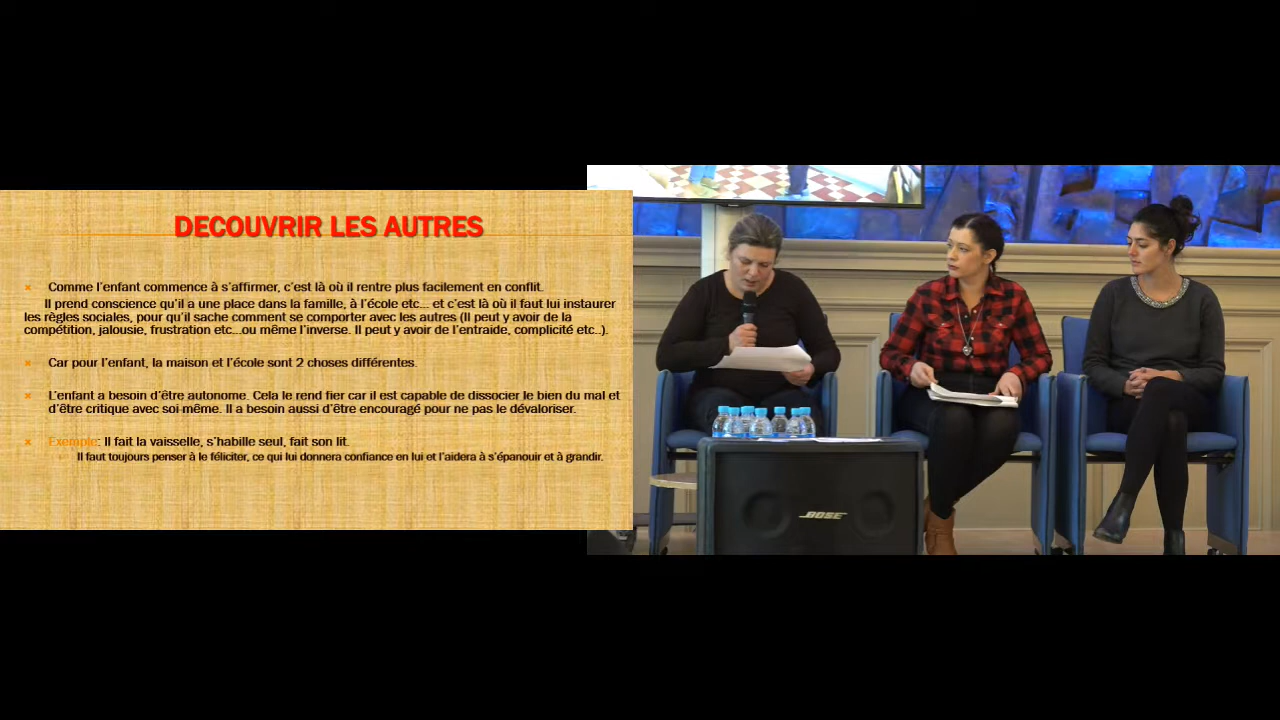 DECOUVRIR LES AUTRES
Comme l'enfant commence à s'affirmer, c'est là où il rentre plus facilement en conflit.
Il prend conscience qu'il a une place dans la famille, à l'école etc... et c'est là où il faut lui instaurer
les règles sociales, pour qu'il sache comment se comporter avec les autres (Il peut y avoir de la
compétition, jalousie, frustration etc...ou même l'inverse. Il peut y avoir de l'entraide, complicité etc..).
Car pour l'enfant, la maison et l'école sont 2 choses différentes.
L'enfant a besoin d'être autonome. Cela le rend fier car il est capable de dissocier le bien du mal et
d'être critique avec soi-même. Il a besoin aussi d'être encouragé pour ne pas le dévaloriser.
Exemple: Il fait la vaisselle, s'habille seul, fait son lit.
Il faut toujours penser à le féliciter, ce qui lui donnera confiance en lui et l'aidera à s'épanouir et à grandir.
BOSE